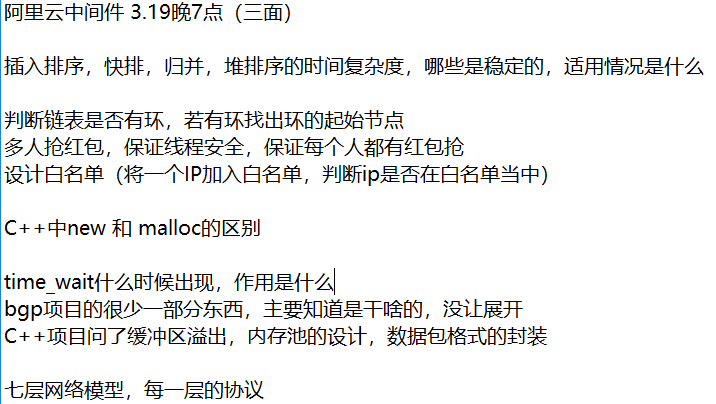 阿里云中间件 3.19晚7点（三面）
插入排序，快排，归并，堆排序的时间复杂度，哪些是稳定的，适用情况是什么
判断链表是否有环，若有环找出环的起始节点
多人抢红包，保证线程安全，保证每个人都有红包抢
设计白名单（将一个IP加入白名单，判断ip是否在白名单当中）
C++中new 和 malloc的区别
time_wait什么时候出现，作用是什么
bgp项目的很少一部分东西，主要知道是干啥的，没让展开
C++项目问了缓冲区溢出，内存池的设计，数据包格式的封装
七层网络模型，每一层的协议